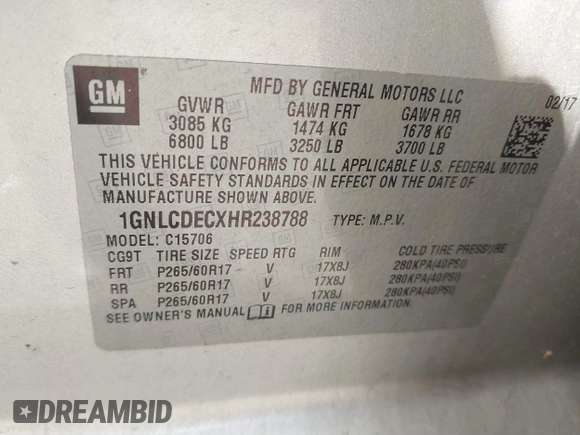 GM
MFD BY GENERAL MOTORS LLC
02/17
GVWR GAWR FRT GAWR RR
3085 KG 1474 KG 1678 KG
6800 LB 3250 LB 3700 LB
THIS VEHICLE CONFORMS TO ALL APPLICABLE U.S. FEDERAL MOTOR
VEHICLE SAFETY STANDARDS IN EFFECT ON THE DATE OF
MANUFACTURE SHOWN ABOVE.
1GNLCDECXHR238788 TYPE: M.P.V.
MODEL: C15706
CG9T TIRE SIZE SPEED RTG RIM COLD TIRE PRESSURE
FRT P265/60R17 V 17X8J 280KPA(40PSI)
RR P265/60R17 V 17X8J 280KPA(40PSI)
SPA P265/60R17 V 17X8J 280KPA(40PSI)
SEE OWNER'S MANUAL FOR MORE INFORMATION.
DREAMBID